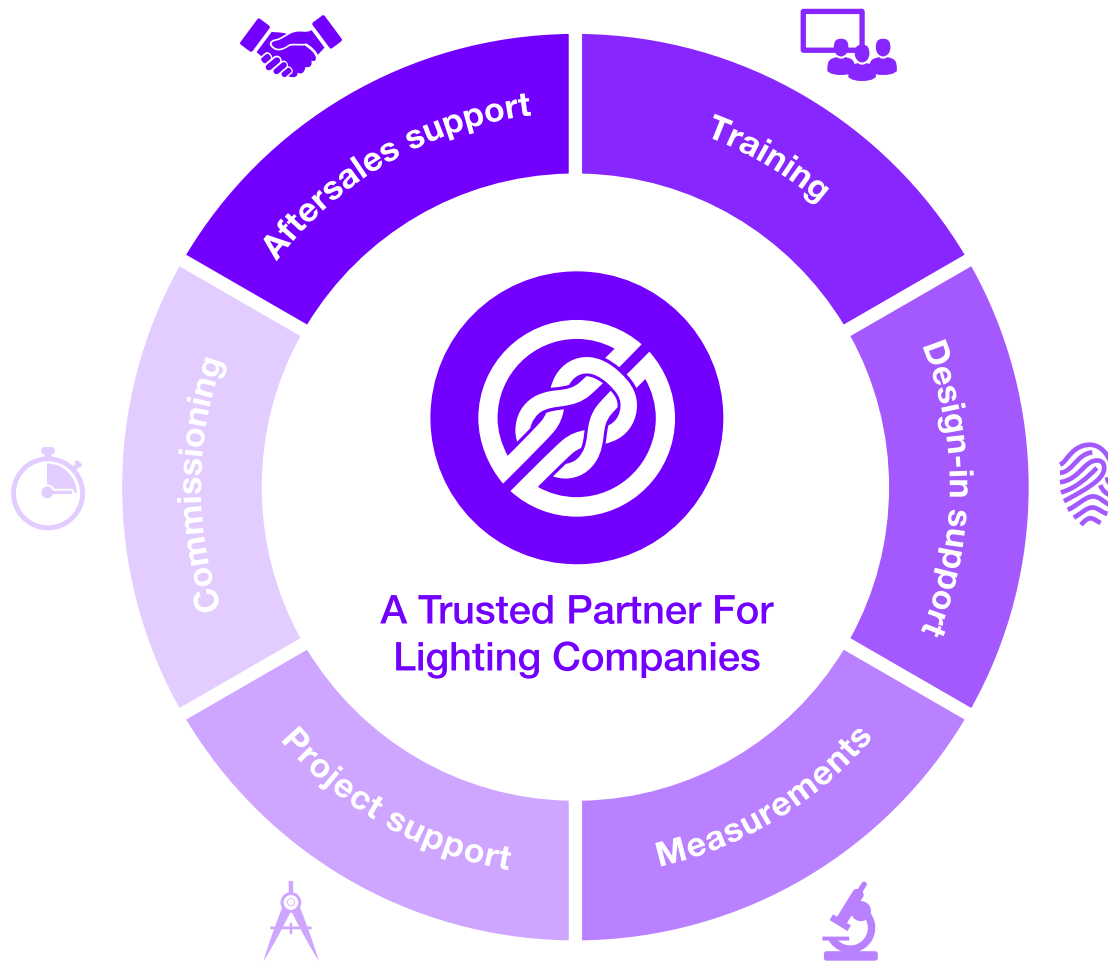 Aftersales support
Training
Design-in support
Measurements
Project support
Commissioning
A Trusted Partner For
Lighting Companies